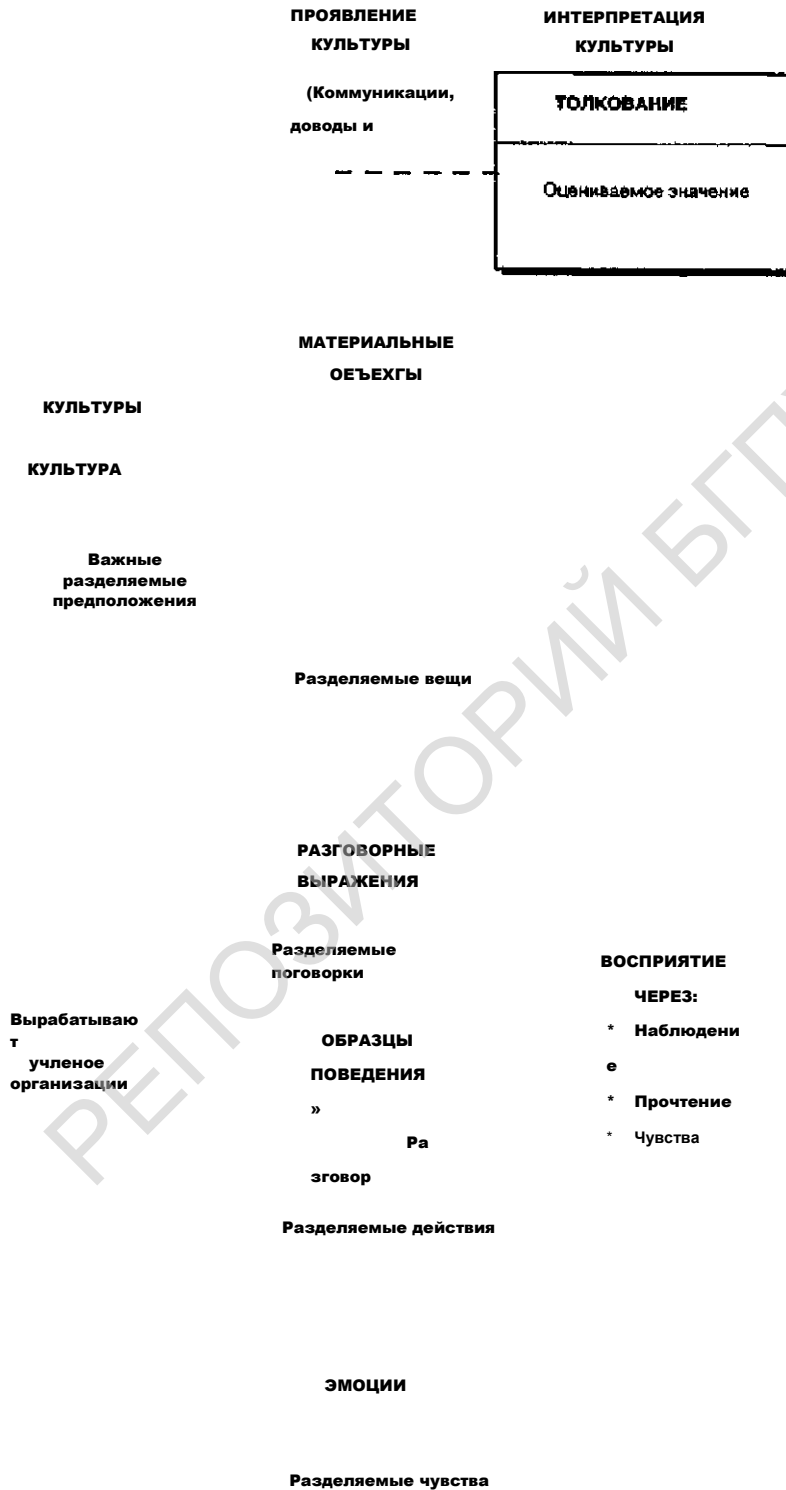 ПРОЯВЛЕНИЕ
КУЛЬТУРЫ
(Коммуникации,
доводы и
ИНТЕРПРЕТАЦИЯ
КУЛЬТУРЫ
ТОЛКОВАНИЕ
Оцениваемое значение
МАТЕРИАЛЬНЫЕ
ОЕЪЕХГЫ
КУЛЬТУРЫ
КУЛЬТУРА
Важные
разделяемые
предположения
Разделяемые вещи
РАЗГОВОРНЫЕ
ВЫРАЖЕНИЯ
Разделяемые
поговорки
Вырабатываю
т
учленое
организации
ОБРАЗЦЫ
ПОВЕДЕНИЯ
»
Ра
зговор
Разделяемые действия
ВОСПРИЯТИЕ
ЧЕРЕЗ:
* Наблюдени
е
* Прочтение
* Чувства
ЭМОЦИИ
Разделяемые чувства
РЕПОЗИТОРИЙ БГП